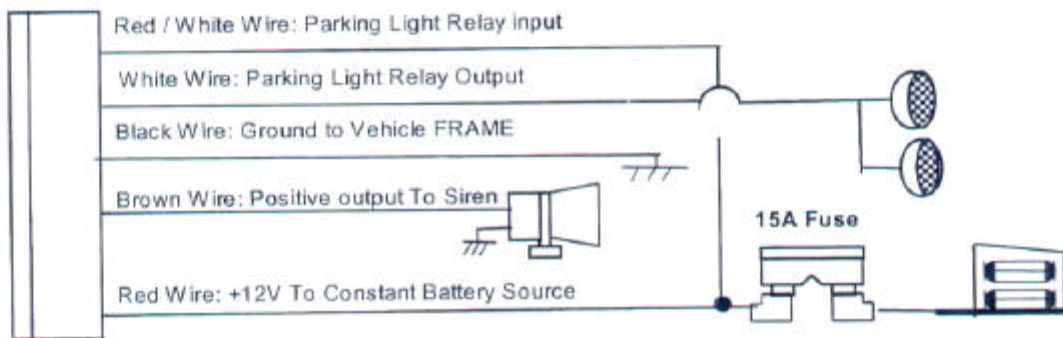 Red / White Wire: Parking Light Relay input
White Wire: Parking Light Relay Output
Black Wire: Ground to Vehicle FRAME
Brown Wire: Positive output To Siren
15A Fuse
Red Wire: +12V To Constant Battery Source